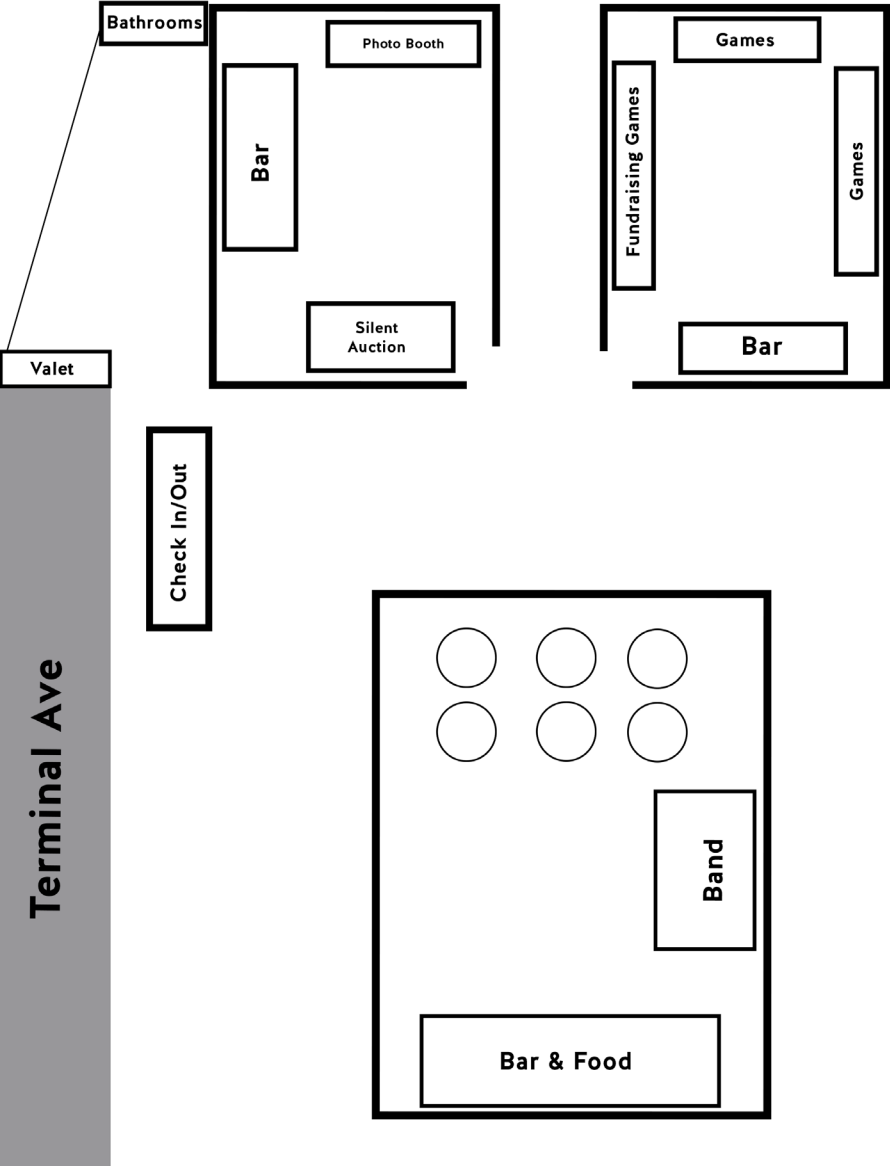 Bathrooms
Photo Booth
Games
Bar
Fundraising Games
Games
Silent
Auction
Bar
Valet
Check In/Out
Terminal Ave
Band
Bar & Food